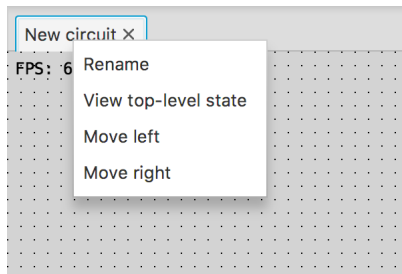 New circuit ×
FPS: 6
Rename
View top-level state
Move left
Move right